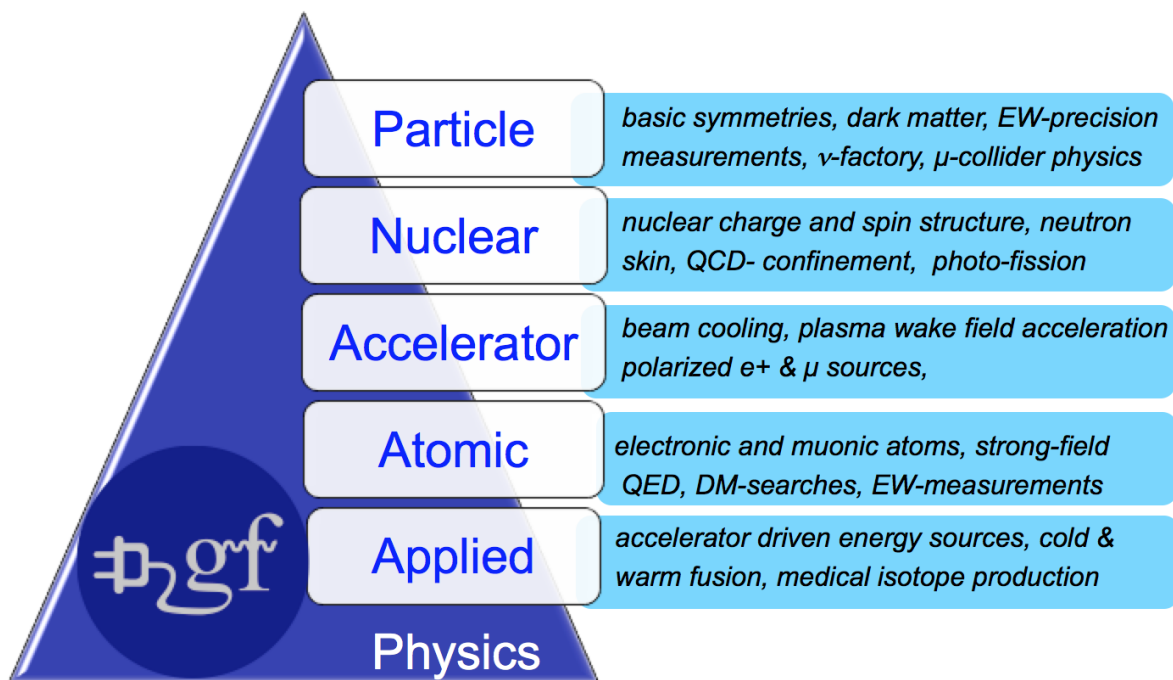 Particle
basic symmetries, dark matter, EW-precision
measurements, ν-factory, μ-collider physics
Nuclear
nuclear charge and spin structure, neutron
skin, QCD- confinement, photo-fission
Accelerator
beam cooling, plasma wake field acceleration
polarized e+ & μ sources,
Atomic
electronic and muonic atoms, strong-field
QED, DM-searches, EW-measurements
gf
Applied
accelerator driven energy sources, cold &
warm fusion, medical isotope production
Physics